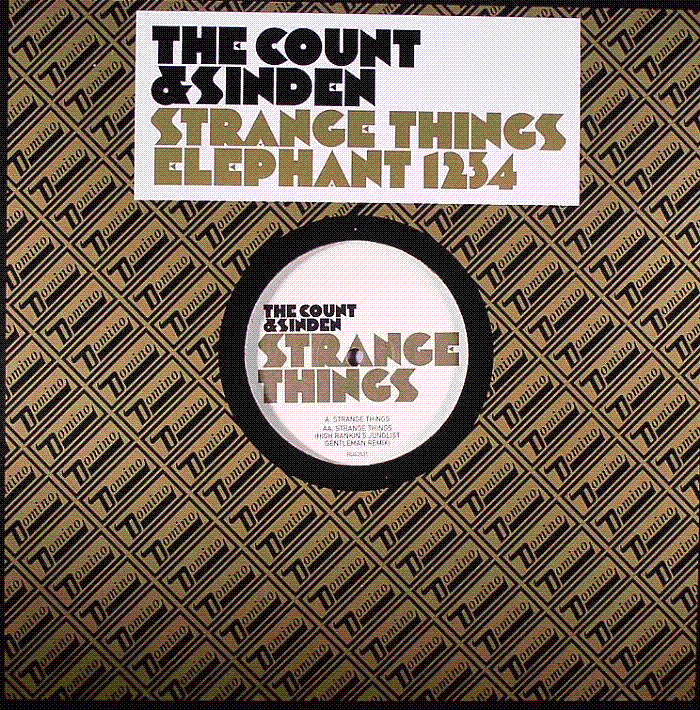 THE COUNT
&SINDEN
STRANGE THINGS
ELEPHANT 1234
THE COUNT
&SINDEN
STRANGE
THINGS
A: STRANGE THINGS
AA: STRANGE THINGS
(HIGH RANKIN'S JUNGLIST
GENTLEMAN REMIX)
Domino